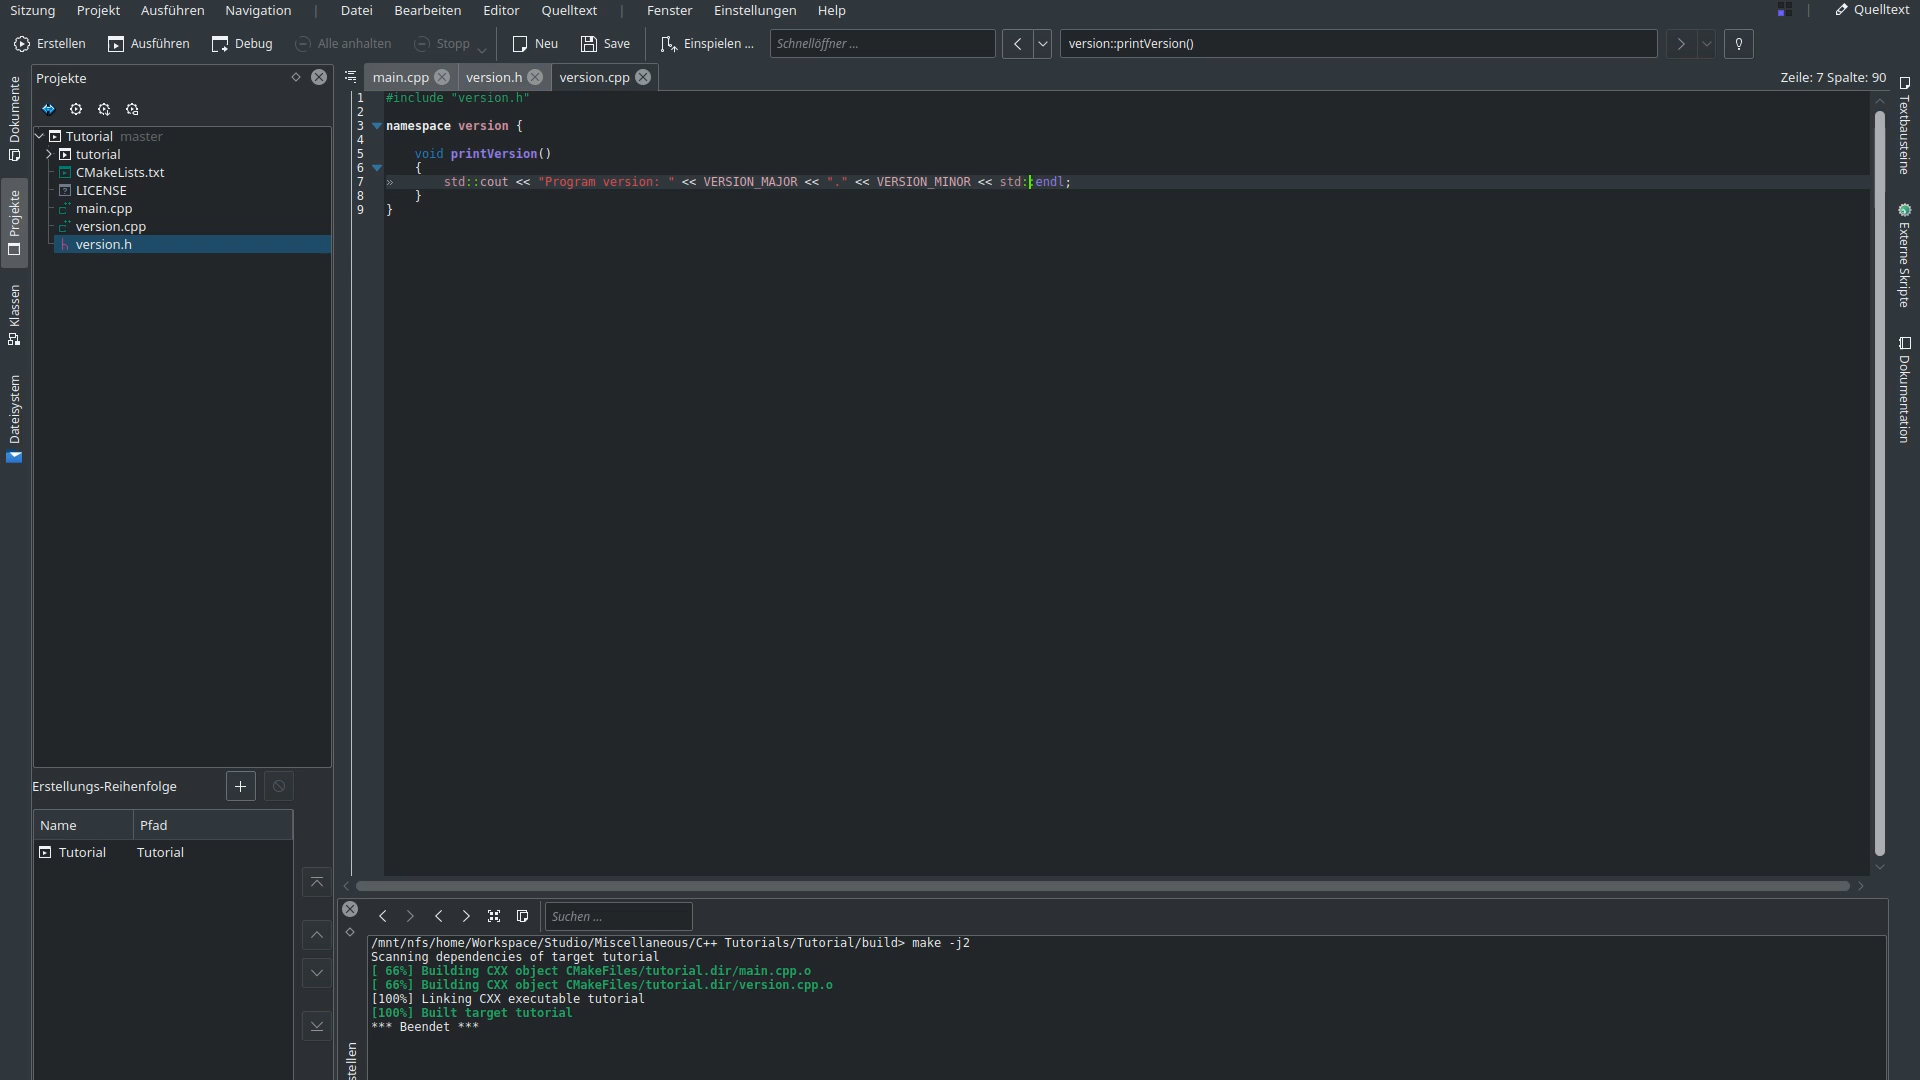 Sitzung Projekt Ausführen Navigation | Datei Bearbeiten Editor Quelltext | Fenster Einstellungen Help | Quelltext
Erstellen Ausführen Debug Alle anhalten Stopp Neu Save Einspielen ... Schnellöffner ... version::printVersion()
Projekte
main.cpp version.h version.cpp
Zeile: 7 Spalte: 90
Dokumente
Projekte
Klassen
Dateisystem
Tutorial master
tutorial
CMakeLists.txt
LICENSE
main.cpp
version.cpp
version.h
1 #include "version.h"
2
3 namespace version {
4
5 void printVersion()
6 {
7 » std::cout << "Program version: " << VERSION_MAJOR << "." << VERSION_MINOR << std::endl;
8 }
9 }
Textbausteine
Externe Skripte
Dokumentation
Erstellungs-Reihenfolge
Name Pfad
Tutorial Tutorial
Suchen ...
/mnt/nfs/home/Workspace/Studio/Miscellaneous/C++ Tutorials/Tutorial/build> make -j2
Scanning dependencies of target tutorial
[ 66%] Building CXX object CMakeFiles/tutorial.dir/main.cpp.o
[ 66%] Building CXX object CMakeFiles/tutorial.dir/version.cpp.o
[100%] Linking CXX executable tutorial
[100%] Built target tutorial
*** Beendet ***
stellen